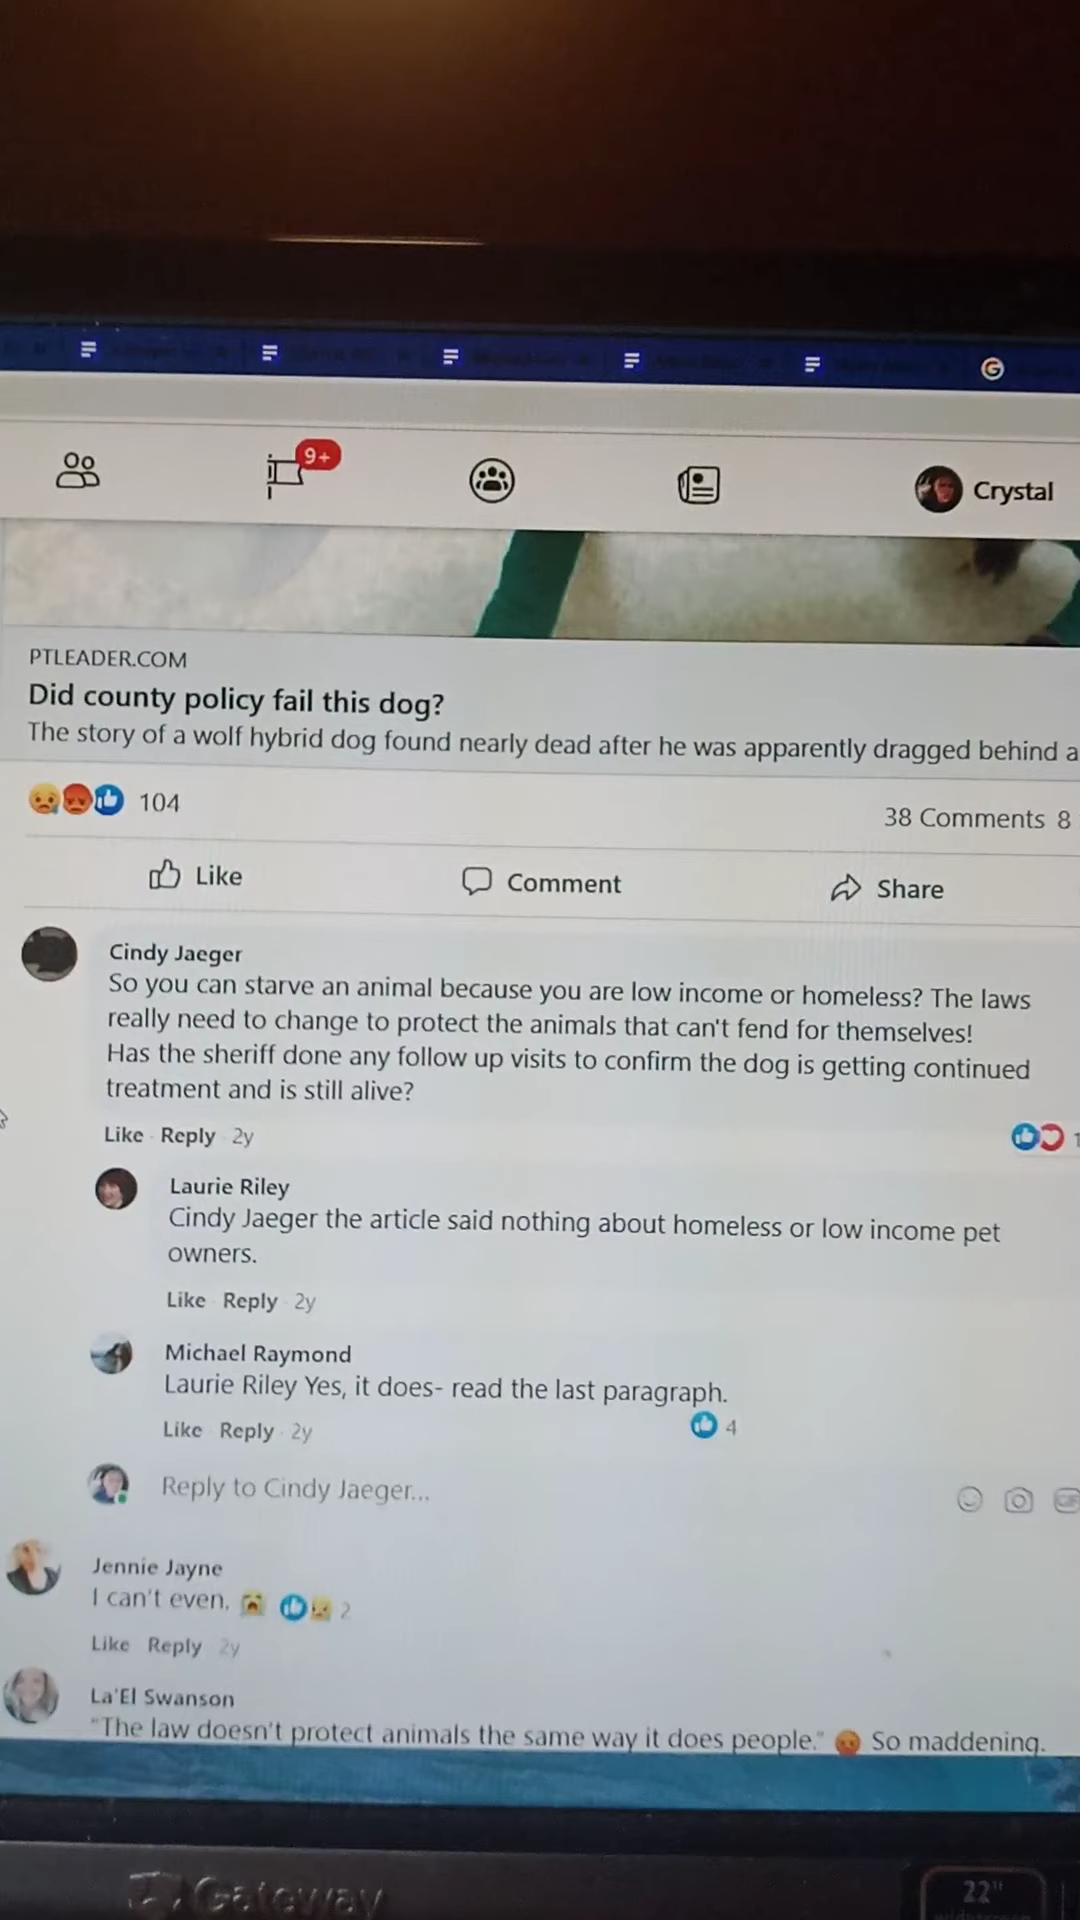 9+
Crystal
PTLEADER.COM
Did county policy fail this dog?
The story of a wolf hybrid dog found nearly dead after he was apparently dragged behind a
104
38 Comments 8
Like Comment Share
Cindy Jaeger
So you can starve an animal because you are low income or homeless? The laws
really need to change to protect the animals that can't fend for themselves!
Has the sheriff done any follow up visits to confirm the dog is getting continued
treatment and is still alive?
Like · Reply · 2y
1
Laurie Riley
Cindy Jaeger the article said nothing about homeless or low income pet
owners.
Like · Reply · 2y
Michael Raymond
Laurie Riley Yes, it does- read the last paragraph.
4
Like · Reply · 2y
Reply to Cindy Jaeger...
GIF
Jennie Jayne
I can't even. 😭 2
Like Reply 2y
La'El Swanson
"The law doesn't protect animals the same way it does people." 😡 So maddening.
Gateway
22"